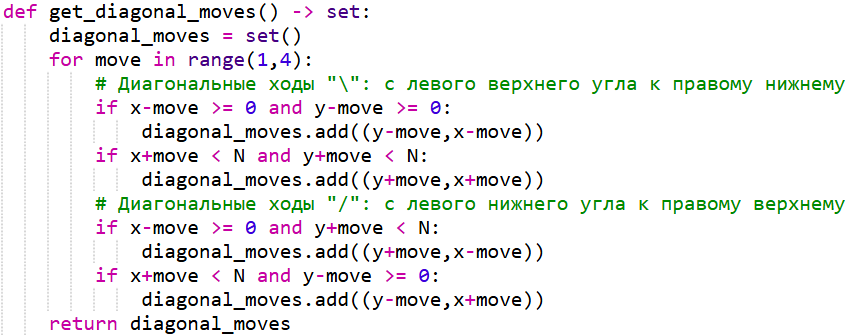 def get_diagonal_moves() -> set:
    diagonal_moves = set()
    for move in range(1,4):
        # Диагональные ходы "\": с левого верхнего угла к правому нижнему
        if x-move >= 0 and y-move >= 0:
            diagonal_moves.add((y-move,x-move))
        if x+move < N and y+move < N:
            diagonal_moves.add((y+move,x+move))
        # Диагональные ходы "/": с левого нижнего угла к правому верхнему
        if x-move >= 0 and y+move < N:
            diagonal_moves.add((y+move,x-move))
        if x+move < N and y-move >= 0:
            diagonal_moves.add((y-move,x+move))
    return diagonal_moves